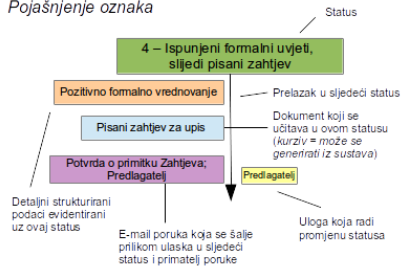 Pojašnjenje oznaka
Status
4 – Ispunjeni formalni uvjeti,
slijedi pisani zahtjev
Pozitivno formalno vrednovanje
Prelazak u sljedeći status
Pisani zahtjev za upis
Dokument koji se
učitava u ovom statusu
(kurziv = može se
generirati iz sustava)
Potvrda o primitku Zahtjeva;
Predlagatelj
Predlagatelj
Detaljni strukturirani
podaci evidentirani
uz ovaj status
E-mail poruka koja se šalje
prilikom ulaska u sljedeći
status i primatelj poruke
Uloga koja radi
promjenu statusa